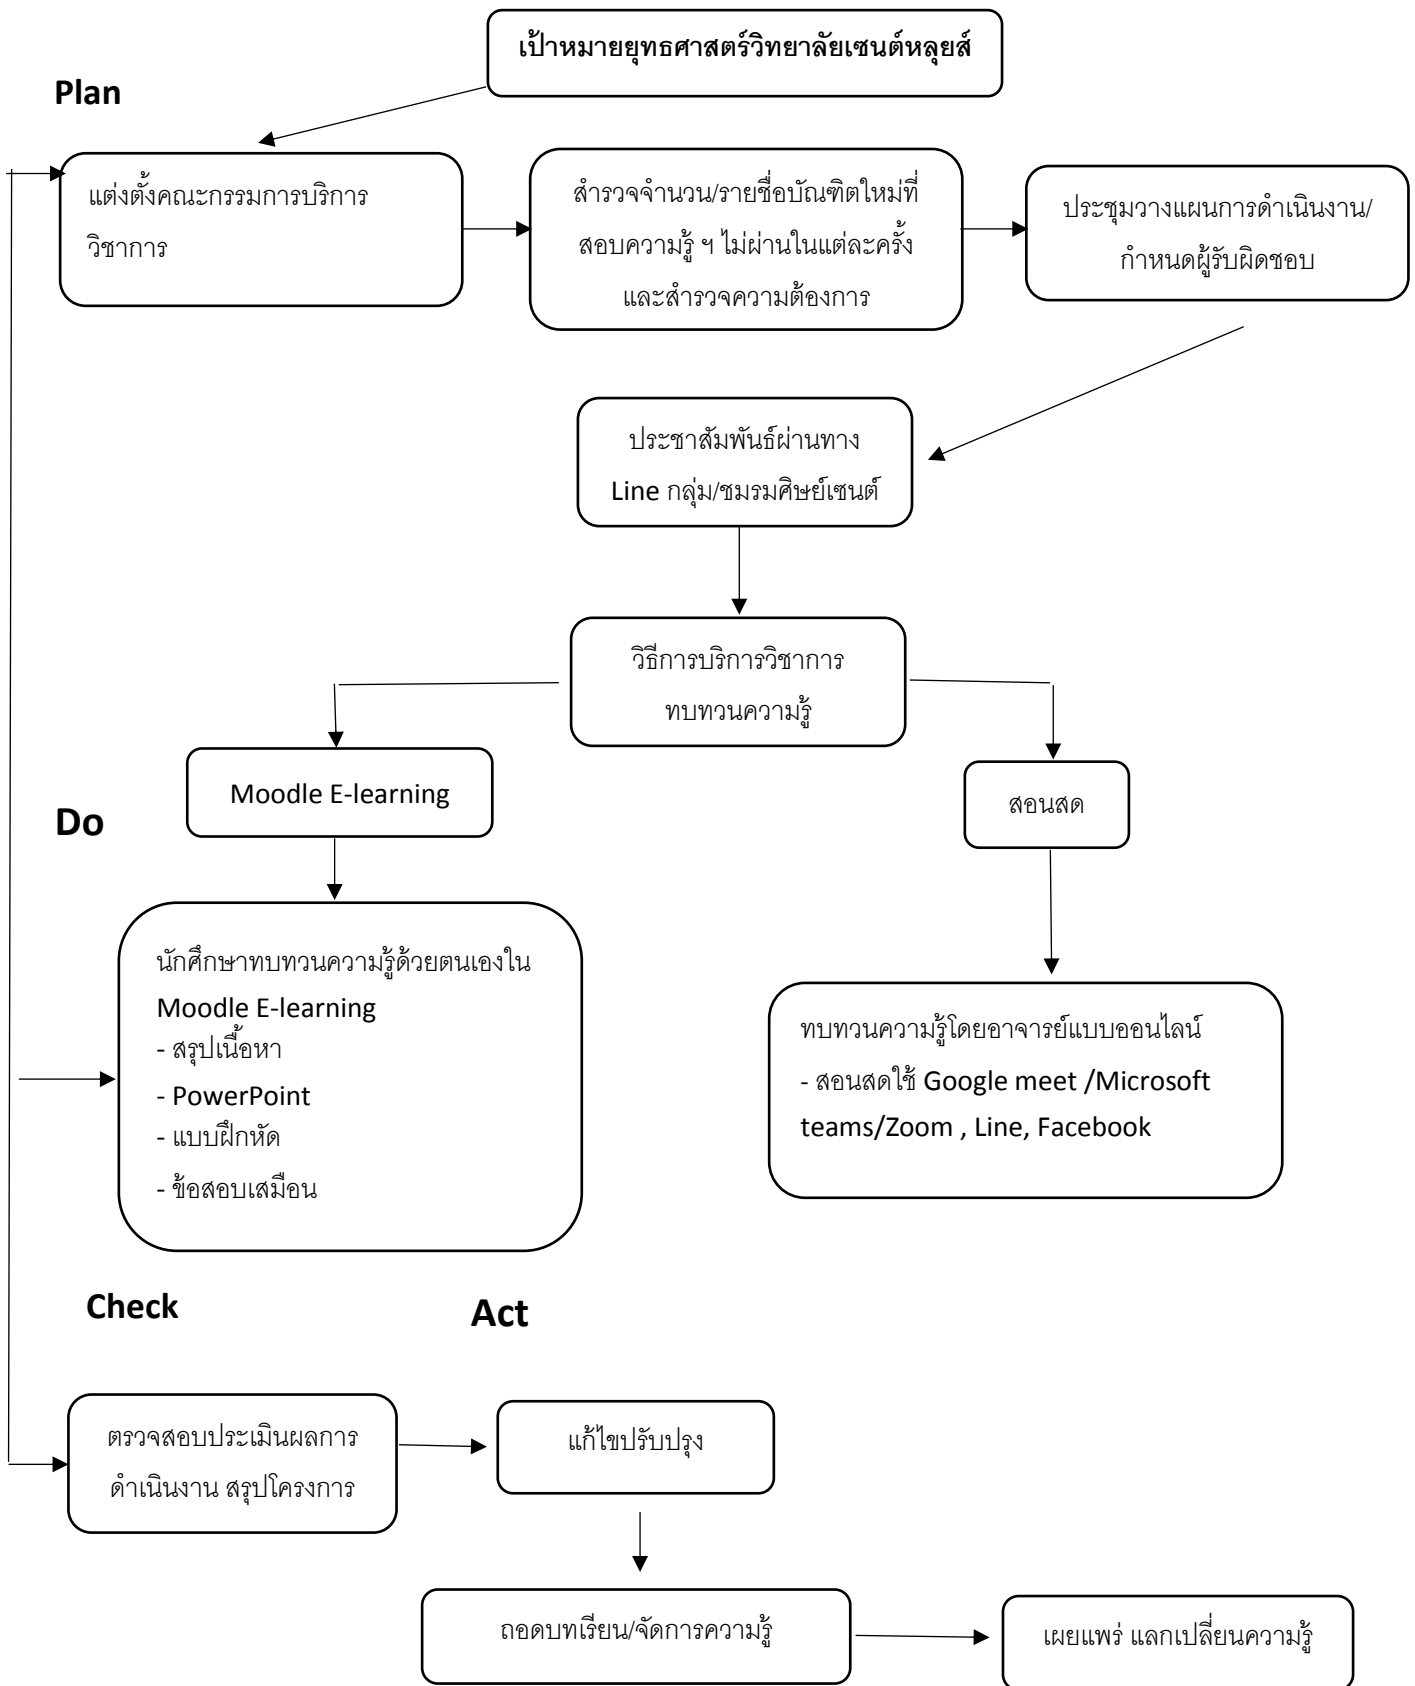 เป้าหมายยุทธศาสตร์วิทยาลัยเซนต์หลุยส์
Plan
แต่งตั้งคณะกรรมการบริการ
วิชาการ
สำรวจจำนวน/รายชื่อบัณฑิตใหม่ที่
สอบความรู้ ฯ ไม่ผ่านในแต่ละครั้ง
และสำรวจความต้องการ
ประชุมวางแผนการดำเนินงาน/
กำหนดผู้รับผิดชอบ
ประชาสัมพันธ์ผ่านทาง
Line กลุ่ม/ชมรมศิษย์เซนต์
วิธีการบริการวิชาการ
ทบทวนความรู้
Moodle E-learning
สอนสด
Do
นักศึกษาทบทวนความรู้ด้วยตนเองใน
Moodle E-learning
- สรุปเนื้อหา
- PowerPoint
- แบบฝึกหัด
- ข้อสอบเสมือน
ทบทวนความรู้โดยอาจารย์แบบออนไลน์
- สอนสดใช้ Google meet /Microsoft
teams/Zoom , Line, Facebook
Check
Act
ตรวจสอบประเมินผลการ
ดำเนินงาน สรุปโครงการ
แก้ไขปรับปรุง
ถอดบทเรียน/จัดการความรู้
เผยแพร่ แลกเปลี่ยนความรู้